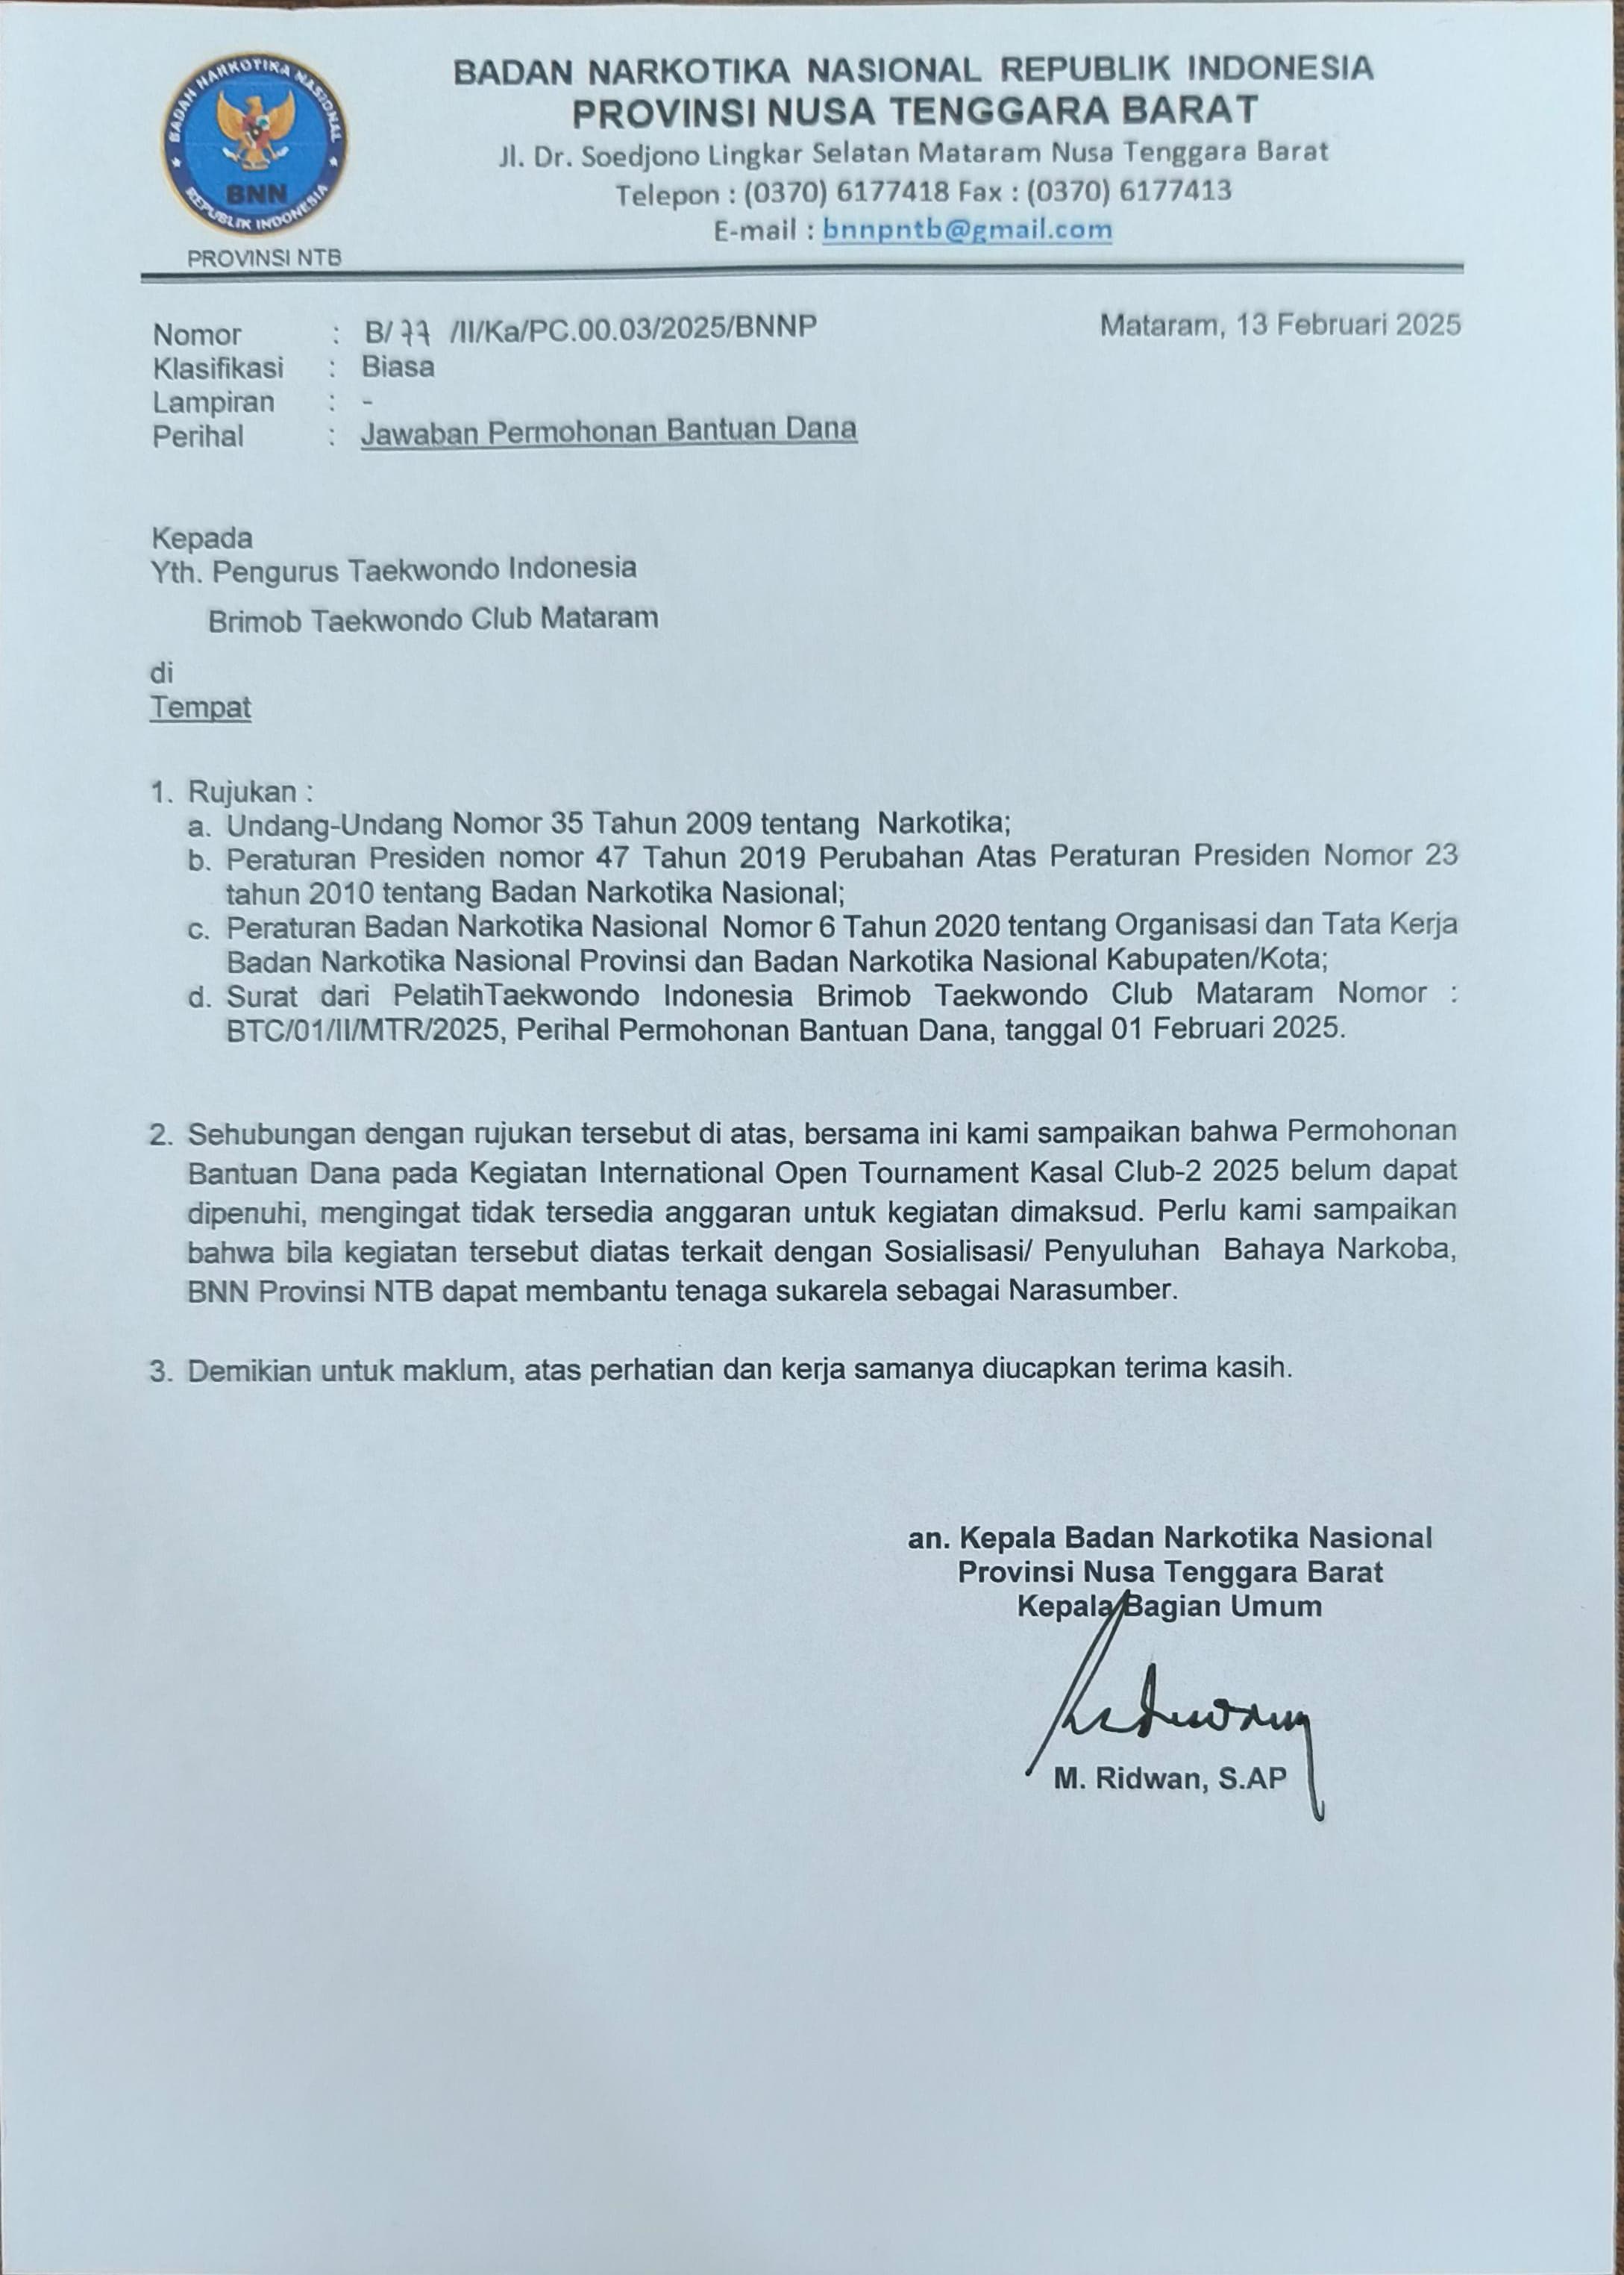 BADAN NARKOTIKA NASIONAL
REPUBLIK INDONESIA
BNN
PROVINSI NTB
BADAN NARKOTIKA NASIONAL REPUBLIK INDONESIA
PROVINSI NUSA TENGGARA BARAT
Jl. Dr. Soedjono Lingkar Selatan Mataram Nusa Tenggara Barat
Telepon : (0370) 6177418 Fax : (0370) 6177413
E-mail : bnnpntb@gmail.com
Nomor : B/ 77 /II/Ka/PC.00.03/2025/BNNP Mataram, 13 Februari 2025
Klasifikasi : Biasa
Lampiran : -
Perihal : Jawaban Permohonan Bantuan Dana
Kepada
Yth. Pengurus Taekwondo Indonesia
Brimob Taekwondo Club Mataram
di
Tempat
1. Rujukan :
a. Undang-Undang Nomor 35 Tahun 2009 tentang Narkotika;
b. Peraturan Presiden nomor 47 Tahun 2019 Perubahan Atas Peraturan Presiden Nomor 23
tahun 2010 tentang Badan Narkotika Nasional;
c. Peraturan Badan Narkotika Nasional Nomor 6 Tahun 2020 tentang Organisasi dan Tata Kerja
Badan Narkotika Nasional Provinsi dan Badan Narkotika Nasional Kabupaten/Kota;
d. Surat dari PelatihTaekwondo Indonesia Brimob Taekwondo Club Mataram Nomor :
BTC/01/II/MTR/2025, Perihal Permohonan Bantuan Dana, tanggal 01 Februari 2025.
2. Sehubungan dengan rujukan tersebut di atas, bersama ini kami sampaikan bahwa Permohonan
Bantuan Dana pada Kegiatan International Open Tournament Kasal Club-2 2025 belum dapat
dipenuhi, mengingat tidak tersedia anggaran untuk kegiatan dimaksud. Perlu kami sampaikan
bahwa bila kegiatan tersebut diatas terkait dengan Sosialisasi/ Penyuluhan Bahaya Narkoba,
BNN Provinsi NTB dapat membantu tenaga sukarela sebagai Narasumber.
3. Demikian untuk maklum, atas perhatian dan kerja samanya diucapkan terima kasih.
an. Kepala Badan Narkotika Nasional
Provinsi Nusa Tenggara Barat
Kepala Bagian Umum
M. Ridwan, S.AP